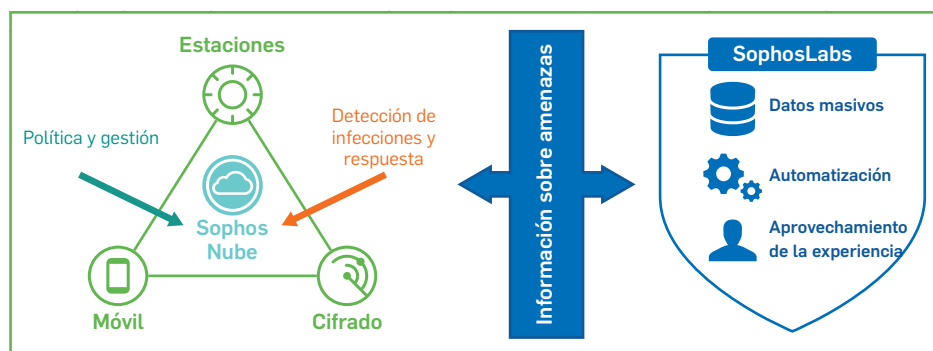 Estaciones
Política y gestión
Detección de
infecciones y
respuesta
Sophos
Nube
Móvil
Cifrado
Información sobre amenazas
SophosLabs
Datos masivos
Automatización
Aprovechamiento
de la experiencia